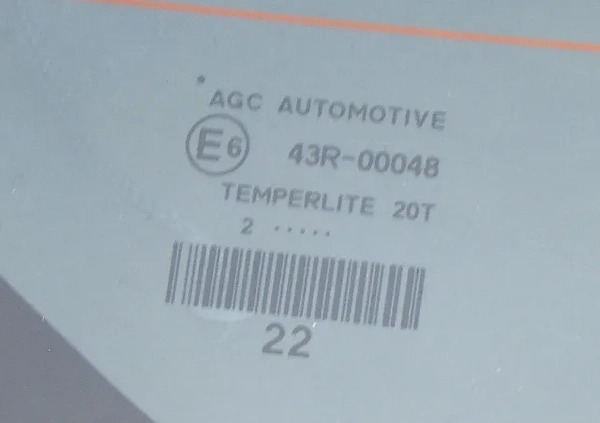 AGC AUTOMOTIVE
E6 43R-00048
TEMPERLITE 20T
2 .....
22